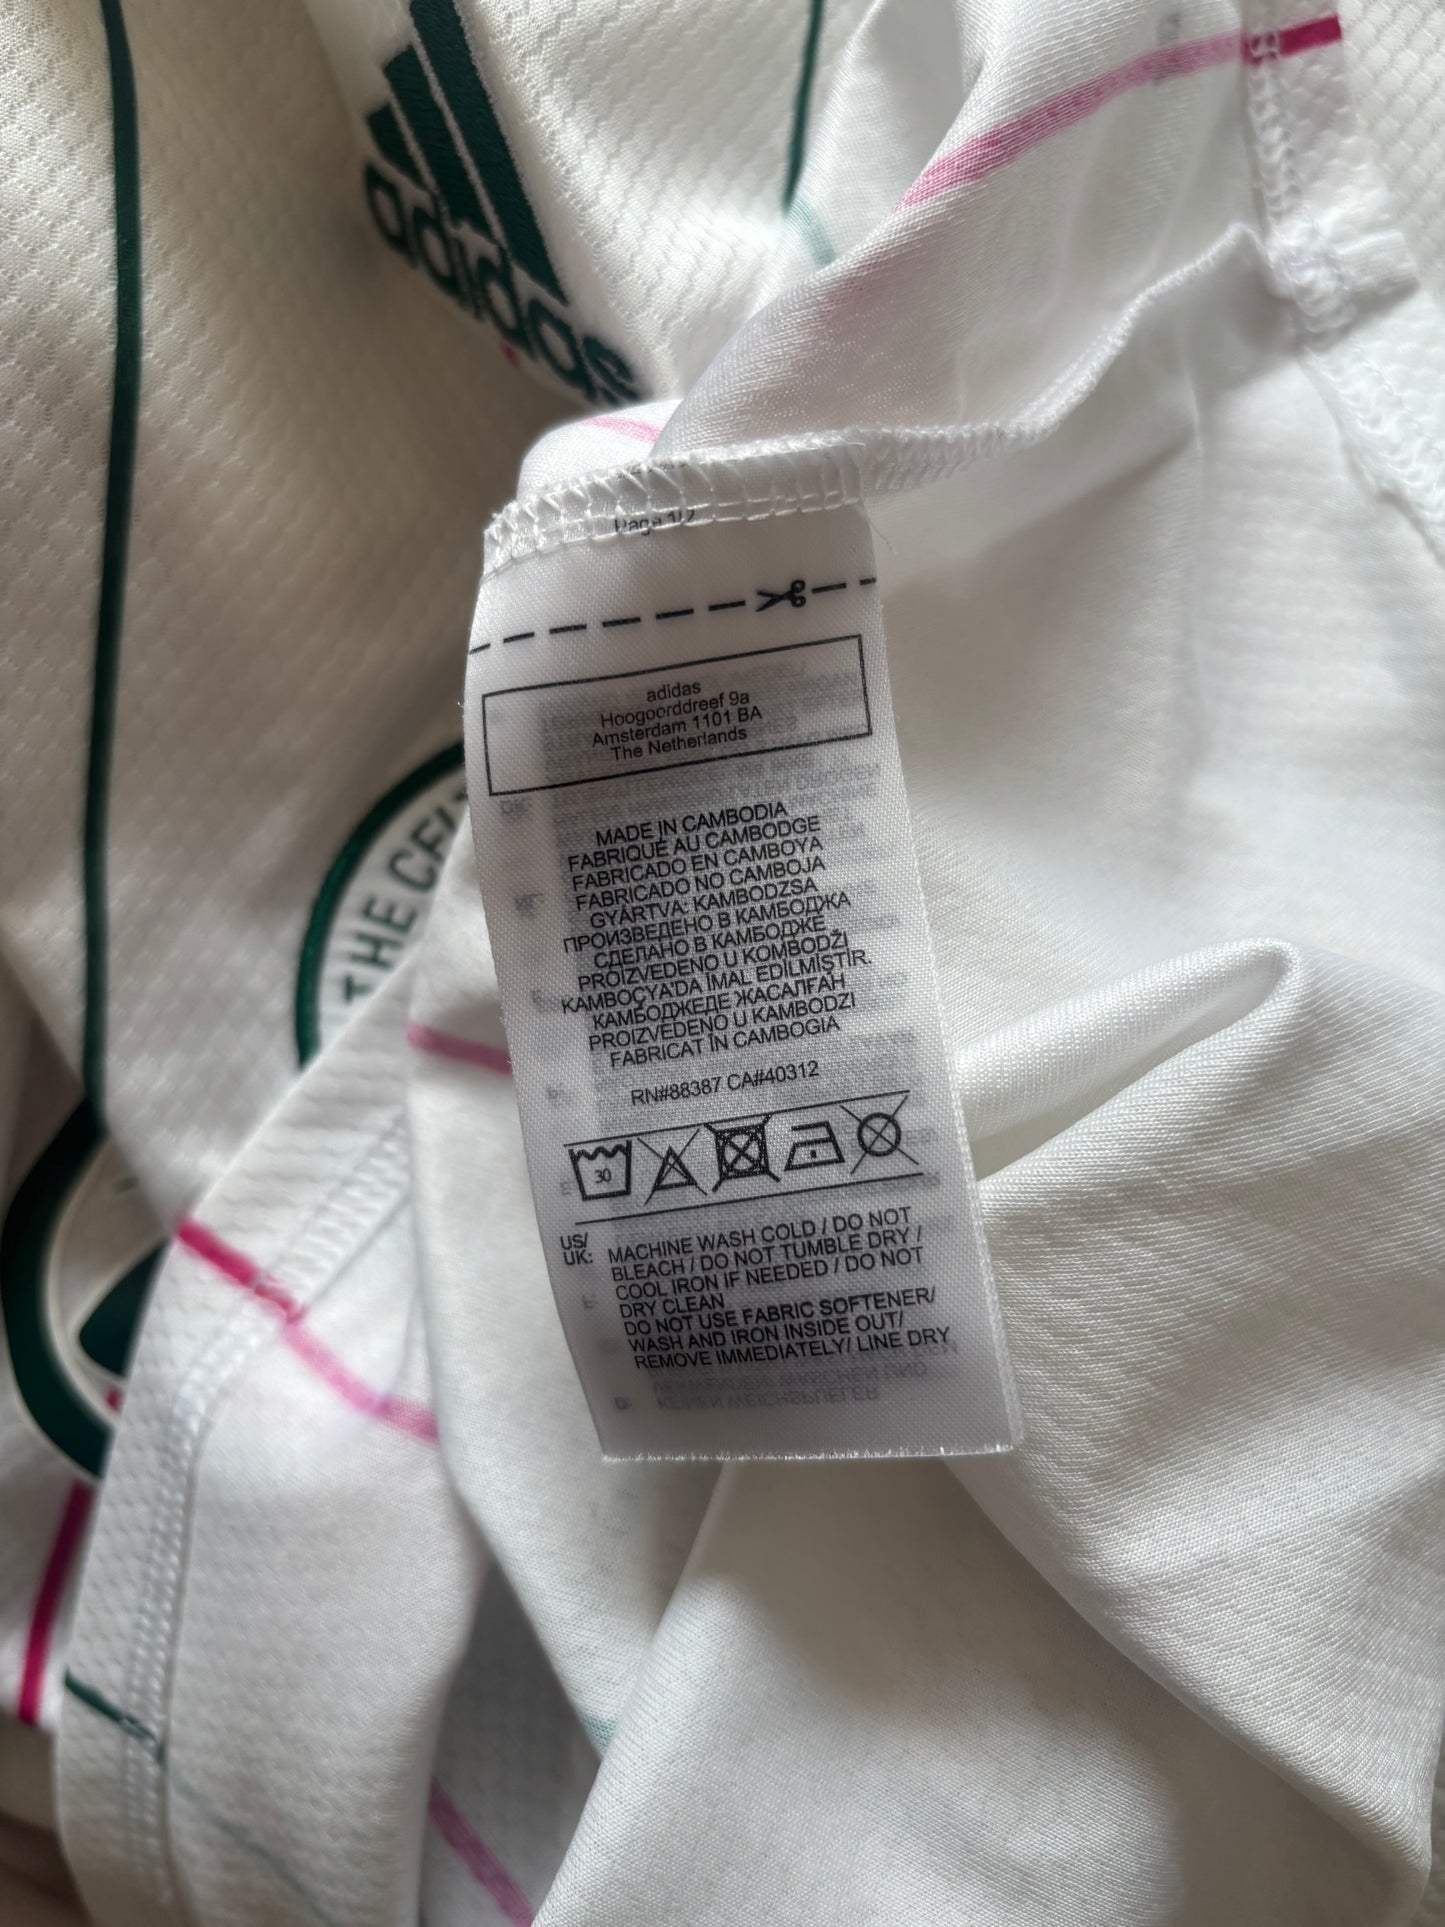 adidas
THE CEL
Page 1/2
adidas
Hoogoorddreef 9a
Amsterdam 1101 BA
The Netherlands
MADE IN CAMBODIA
FABRIQUÉ AU CAMBODGE
FABRICADO EN CAMBOYA
FABRICADO NO CAMBOJA
GYÁRTVA: KAMBODZSA
ПРОИЗВЕДЕНО В КАМБОДЖА
СДЕЛАНО В КАМБОДЖЕ
PROIZVEDENO U KOMBODŽI
KAMBOÇYA'DA İMAL EDİLMİŞTİR.
КАМБОДЖЕДЕ ЖАСАЛҒАН
PROIZVEDENO U KAMBODZI
FABRICAT ÎN CAMBOGIA
RN#88387 CA#40312
30
US/
UK:
MACHINE WASH COLD / DO NOT
BLEACH / DO NOT TUMBLE DRY /
COOL IRON IF NEEDED / DO NOT
DRY CLEAN
DO NOT USE FABRIC SOFTENER/
WASH AND IRON INSIDE OUT/
REMOVE IMMEDIATELY/ LINE DRY